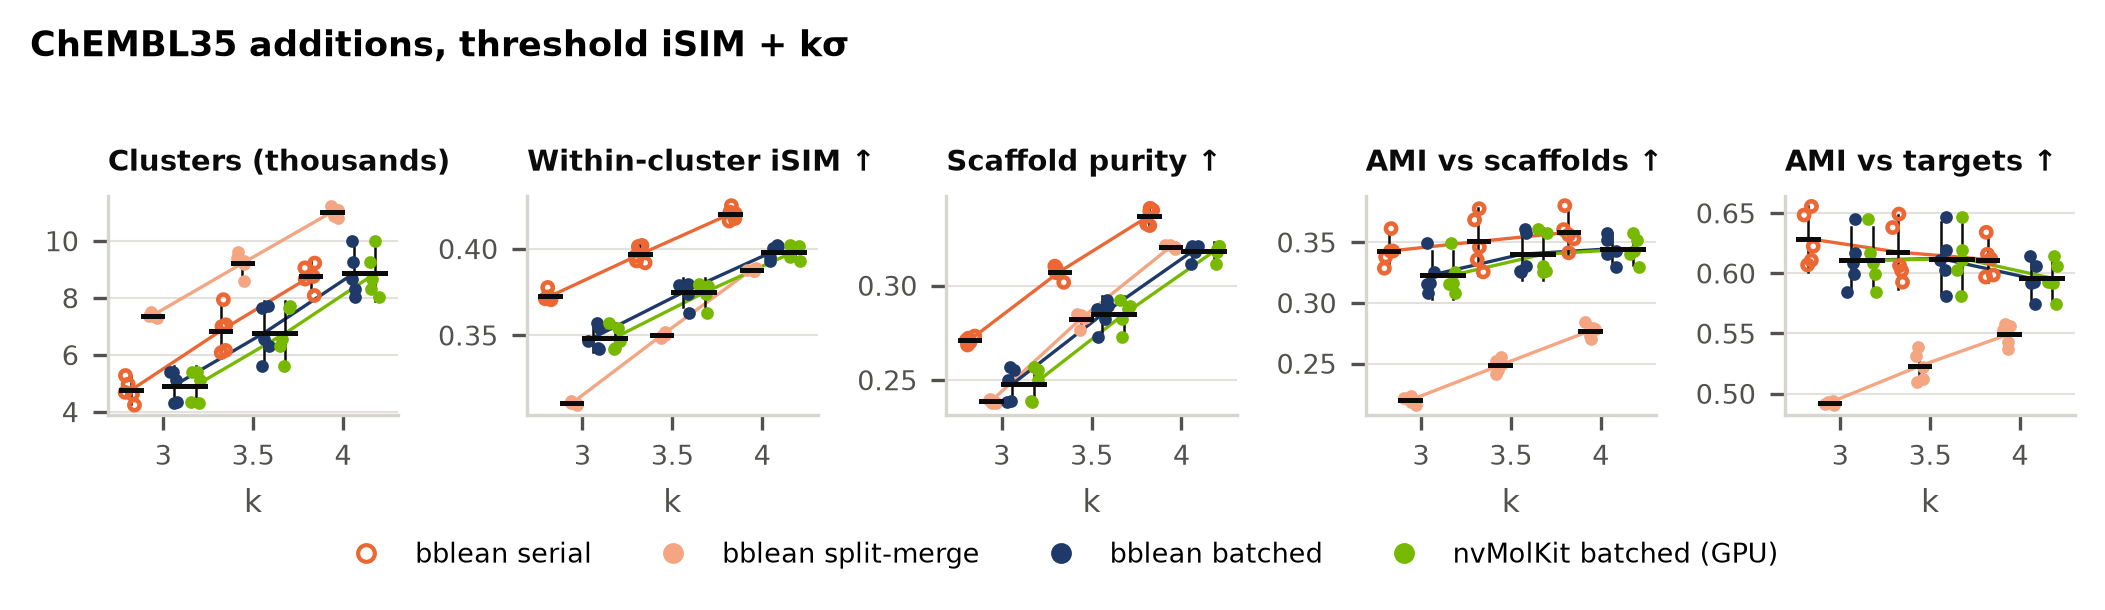 ChEMBL35 additions, threshold iSIM + kσ
Clusters (thousands)
10
8
6
4
3
3.5
4
k
Within-cluster iSIM ↑
0.40
0.35
3
3.5
4
k
Scaffold purity ↑
0.30
0.25
3
3.5
4
k
AMI vs scaffolds ↑
0.35
0.30
0.25
3
3.5
4
k
AMI vs targets ↑
0.65
0.60
0.55
0.50
3
3.5
4
k
bblean serial
bblean split-merge
bblean batched
nvMolKit batched (GPU)